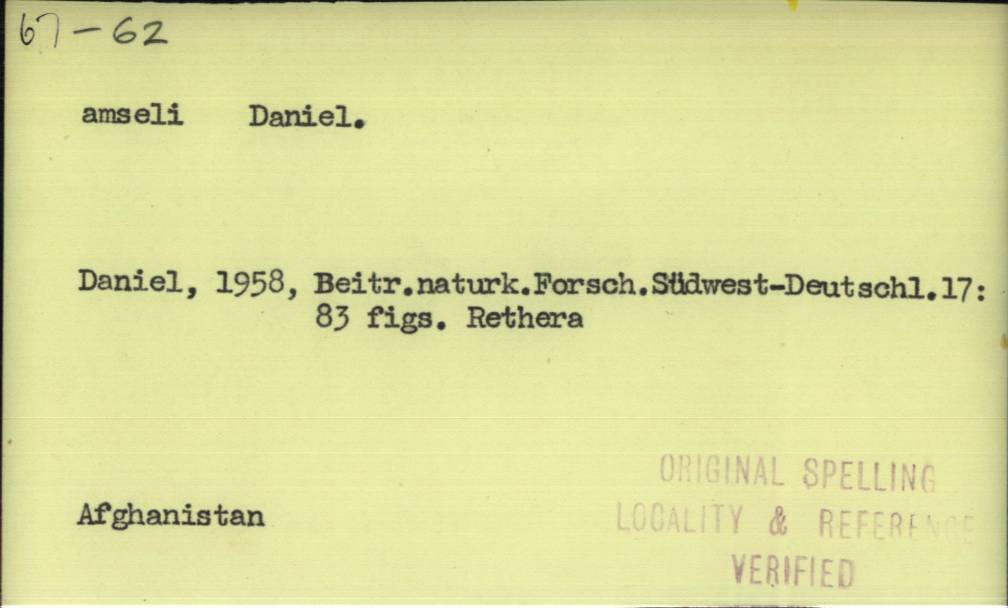 67-62
amseli Daniel.
Daniel, 1958, Beitr.naturk.Forsch.Südwest-Deutschl.17:
83 figs. Rethera
Afghanistan
ORIGINAL SPELLING
LOCALITY & REFERENCE
VERIFIED